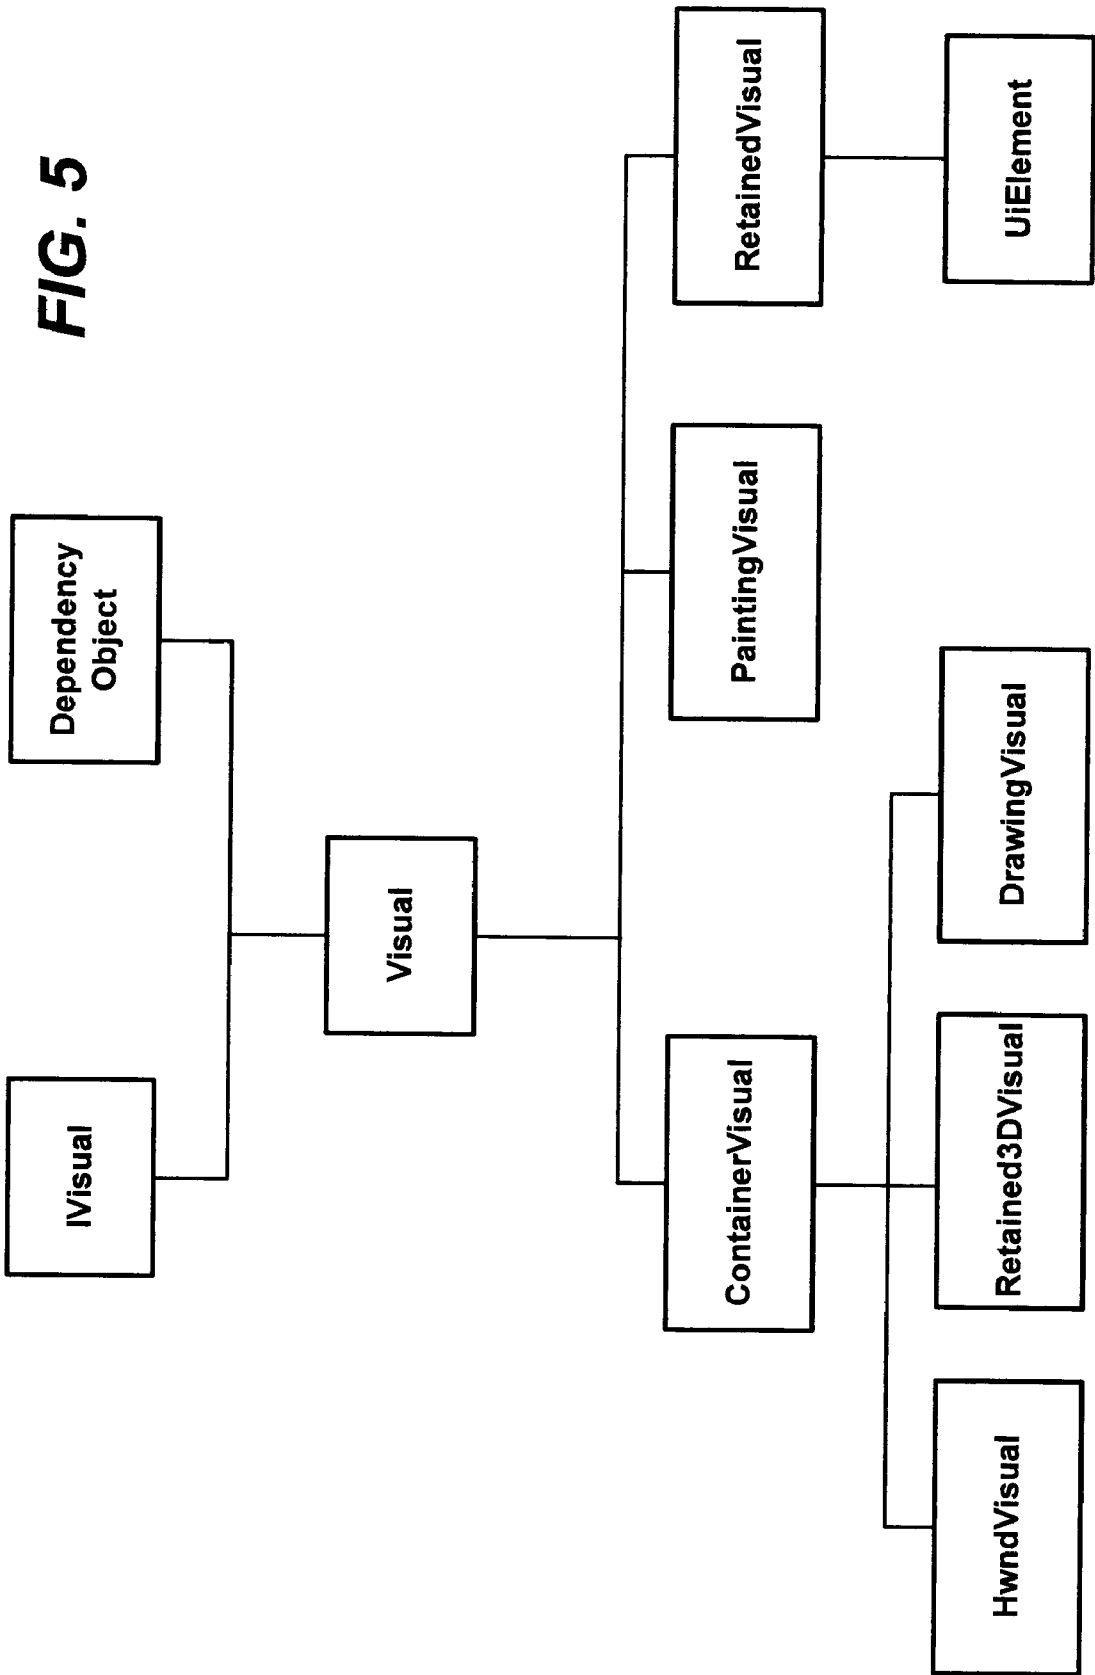 FIG. 5
IVisual
Dependency
Object
Visual
ContainerVisual
PaintingVisual
RetainedVisual
HwndVisual
Retained3DVisual
DrawingVisual
UiElement